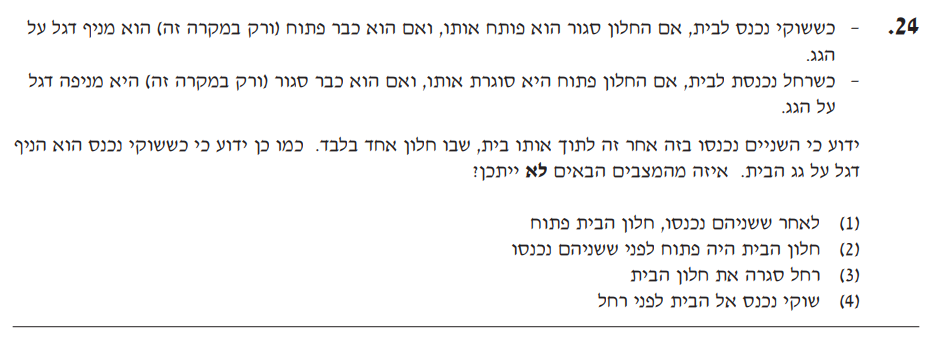 24. – כששוקי נכנס לבית, אם החלון סגור הוא פותח אותו, ואם הוא כבר פתוח (ורק במקרה זה) הוא מניף דגל על
הגג.
– כשרחל נכנסת לבית, אם החלון פתוח היא סוגרת אותו, ואם הוא כבר סגור (ורק במקרה זה) היא מניפה דגל
על הגג.
ידוע כי השניים נכנסו בזה אחר זה לתוך אותו בית, שבו חלון אחד בלבד. כמו כן ידוע כי כששוקי נכנס הוא הניף
דגל על גג הבית. איזה מהמצבים הבאים לא ייתכן?
(1) לאחר ששניהם נכנסו, חלון הבית פתוח
(2) חלון הבית היה פתוח לפני ששניהם נכנסו
(3) רחל סגרה את חלון הבית
(4) שוקי נכנס אל הבית לפני רחל